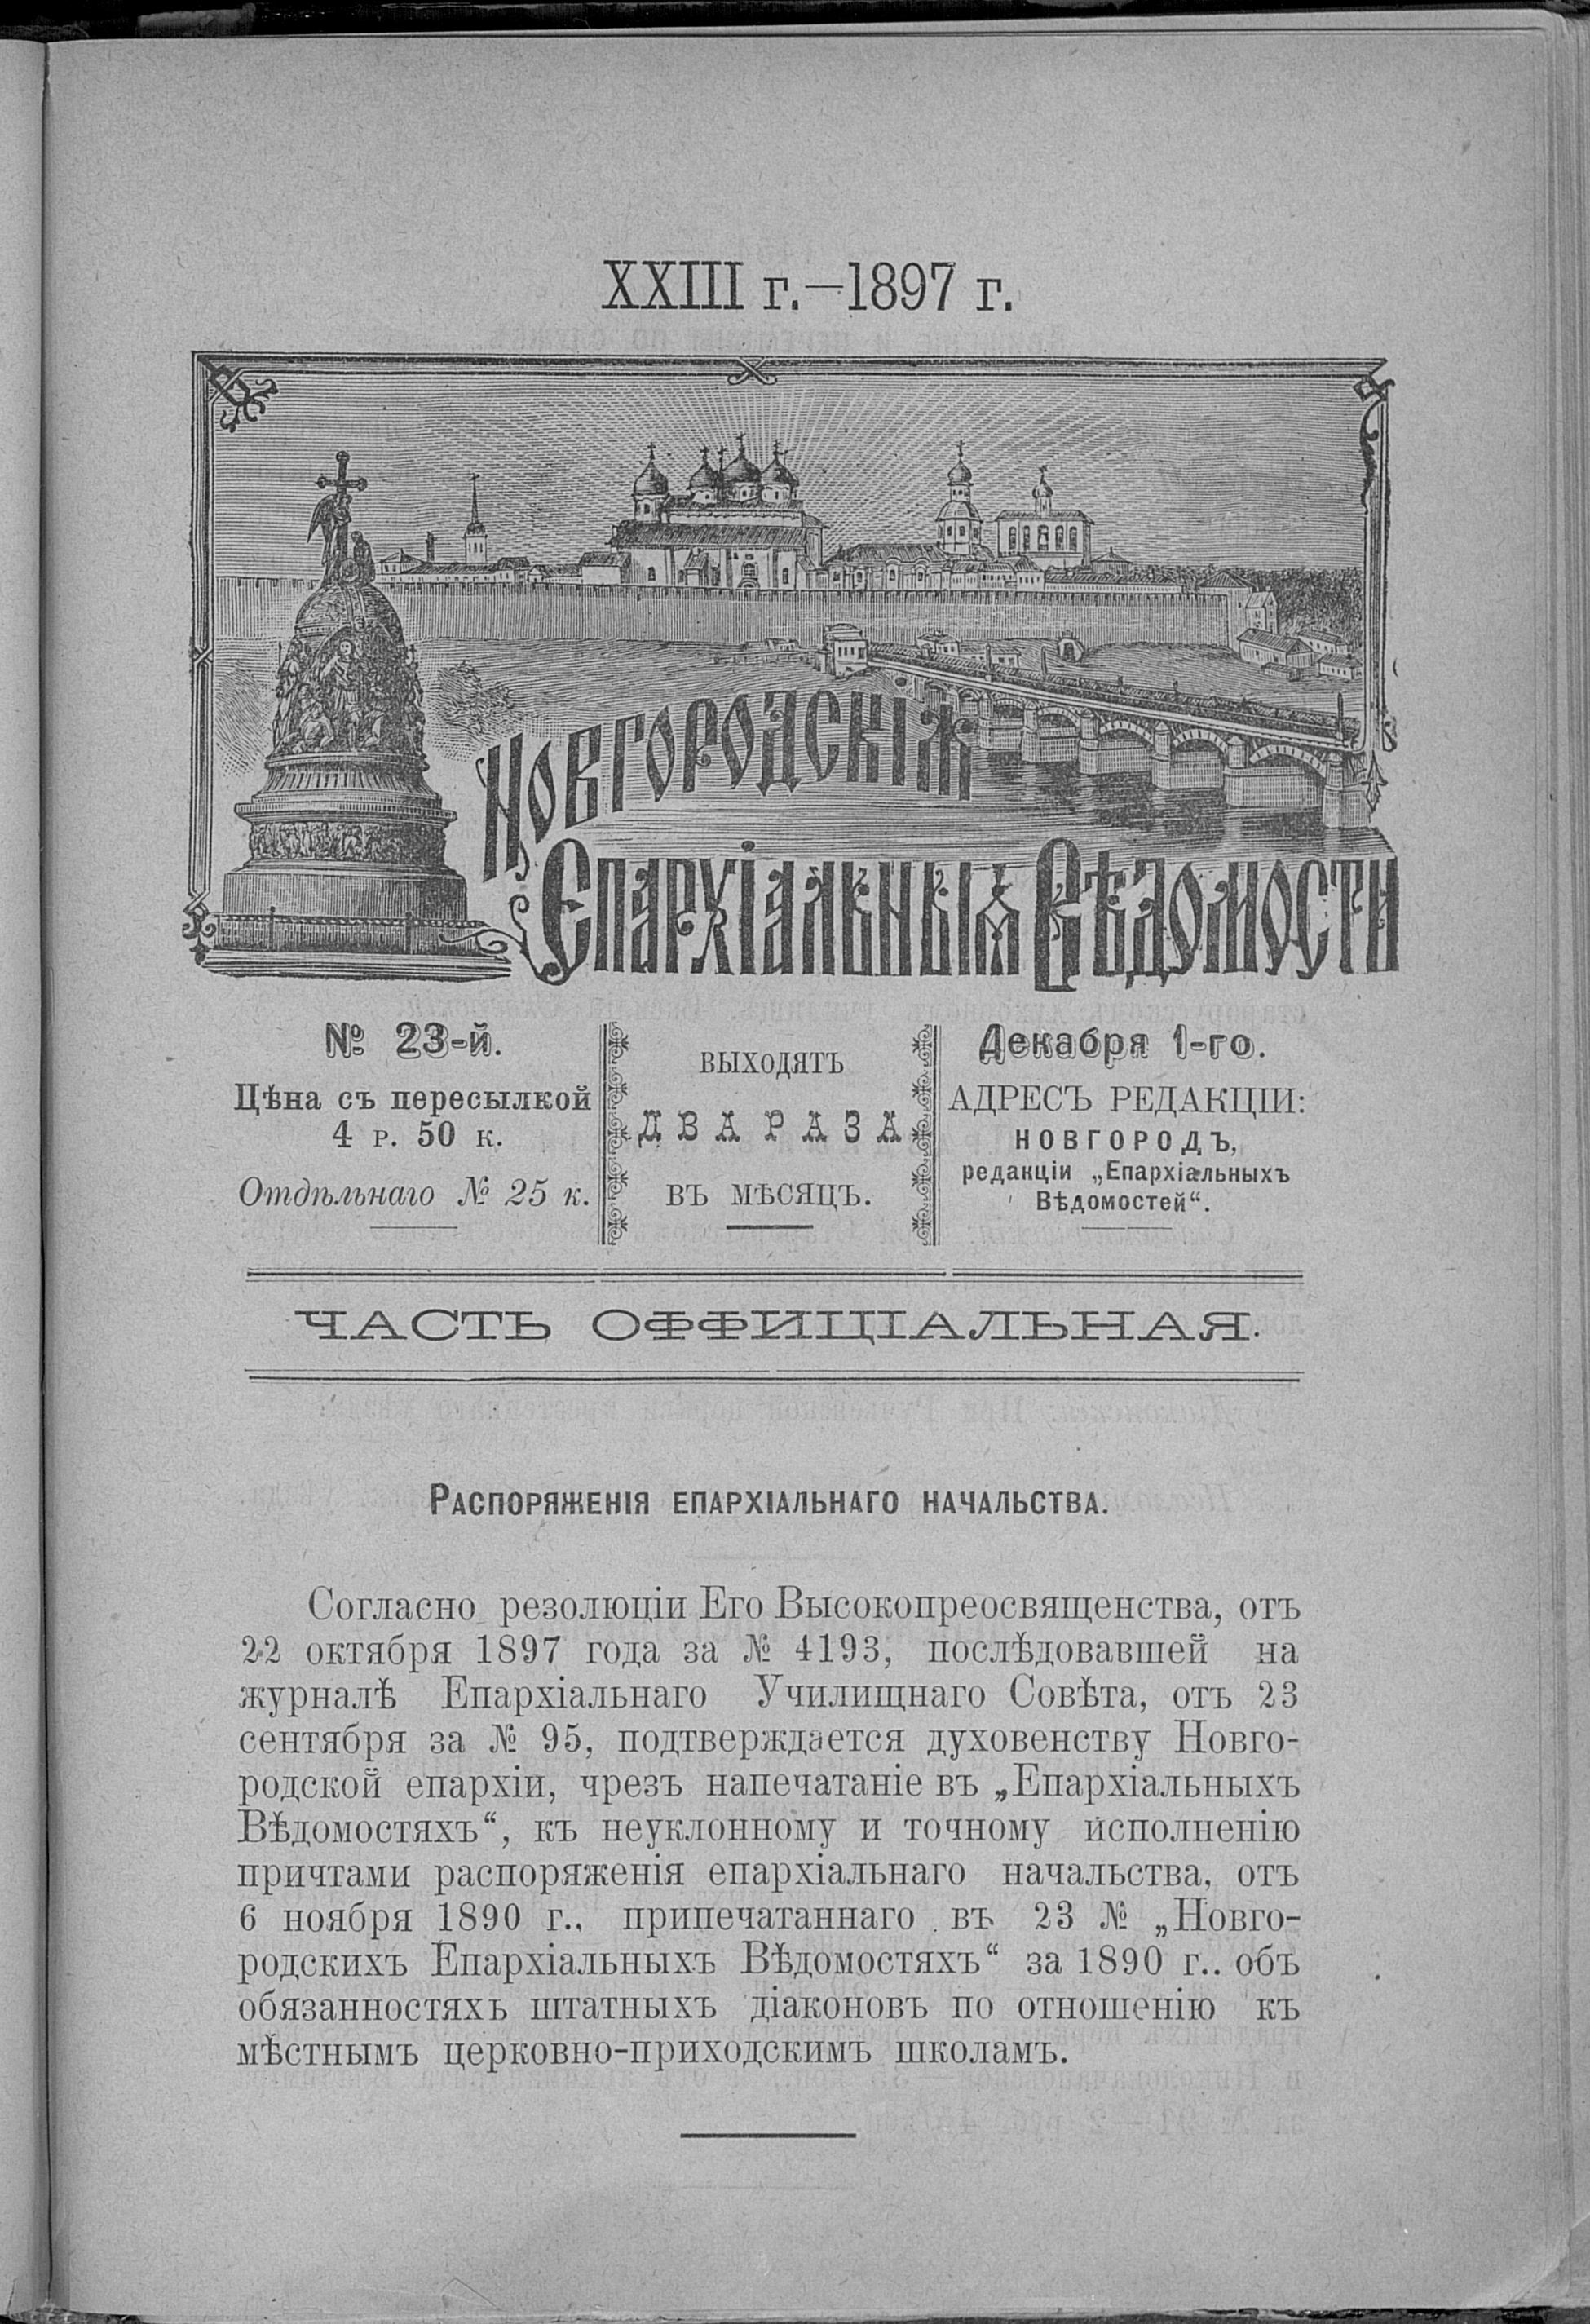 XXIII г.—1897 г.
Новгородскія
Епархіальныя Вѣдомости
№ 23-й.
Цѣна съ пересылкой
4 р. 50 к.
Отдѣльнаго № 25 к.
ВЫХОДЯТЪ
ДВА РАЗА
ВЪ МѢСЯЦЪ.
Декабря 1-го.
АДРЕСЪ РЕДАКЦІИ:
НОВГОРОДЪ,
редакціи „Епархіальныхъ
Вѣдомостей“.
ЧАСТЬ ОФФИЦІАЛЬНАЯ.
Распоряженія епархіальнаго начальства.
Согласно резолюціи Его Высокопреосвященства, отъ
22 октября 1897 года за № 4193, послѣдовавшей на
журналѣ Епархіальнаго Училищнаго Совѣта, отъ 23
сентября за № 95, подтверждается духовенству Новго-
родской епархіи, чрезъ напечатаніе въ „Епархіальныхъ
Вѣдомостяхъ“, къ неуклонному и точному исполненію
причтами распоряженія епархіальнаго начальства, отъ
6 ноября 1890 г., припечатаннаго въ 23 № „Новго-
родскихъ Епархіальныхъ Вѣдомостяхъ“ за 1890 г.. объ
обязанностяхъ штатныхъ діаконовъ по отношенію къ
мѣстнымъ церковно-приходскимъ школамъ.